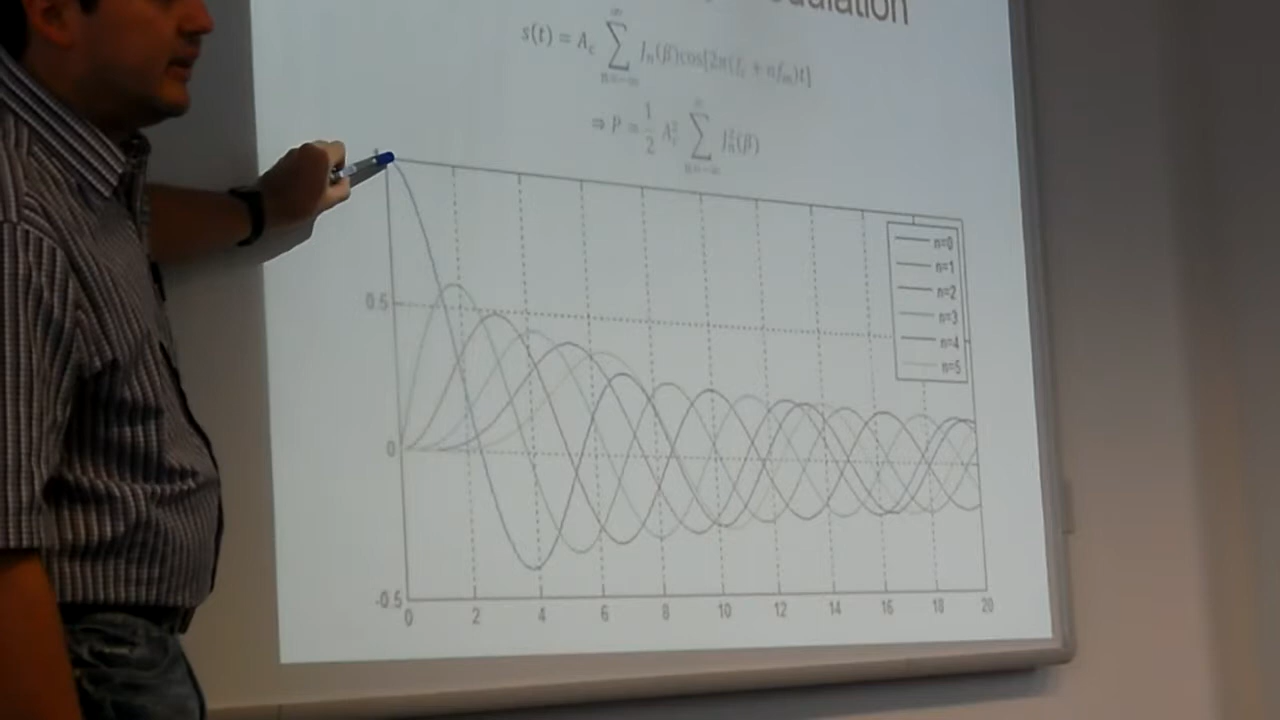 s(t) = A_c ∑_{n=-∞}^{∞} J_n(β)cos[2π(f_c + nf_m)t]
⇒ P = 1/2 A_c^2 ∑_{n=-∞}^{∞} J_n^2(β)
n=0
n=1
n=2
n=3
n=4
n=5
0.5
0
-0.5
0 2 4 6 8 10 12 14 16 18 20